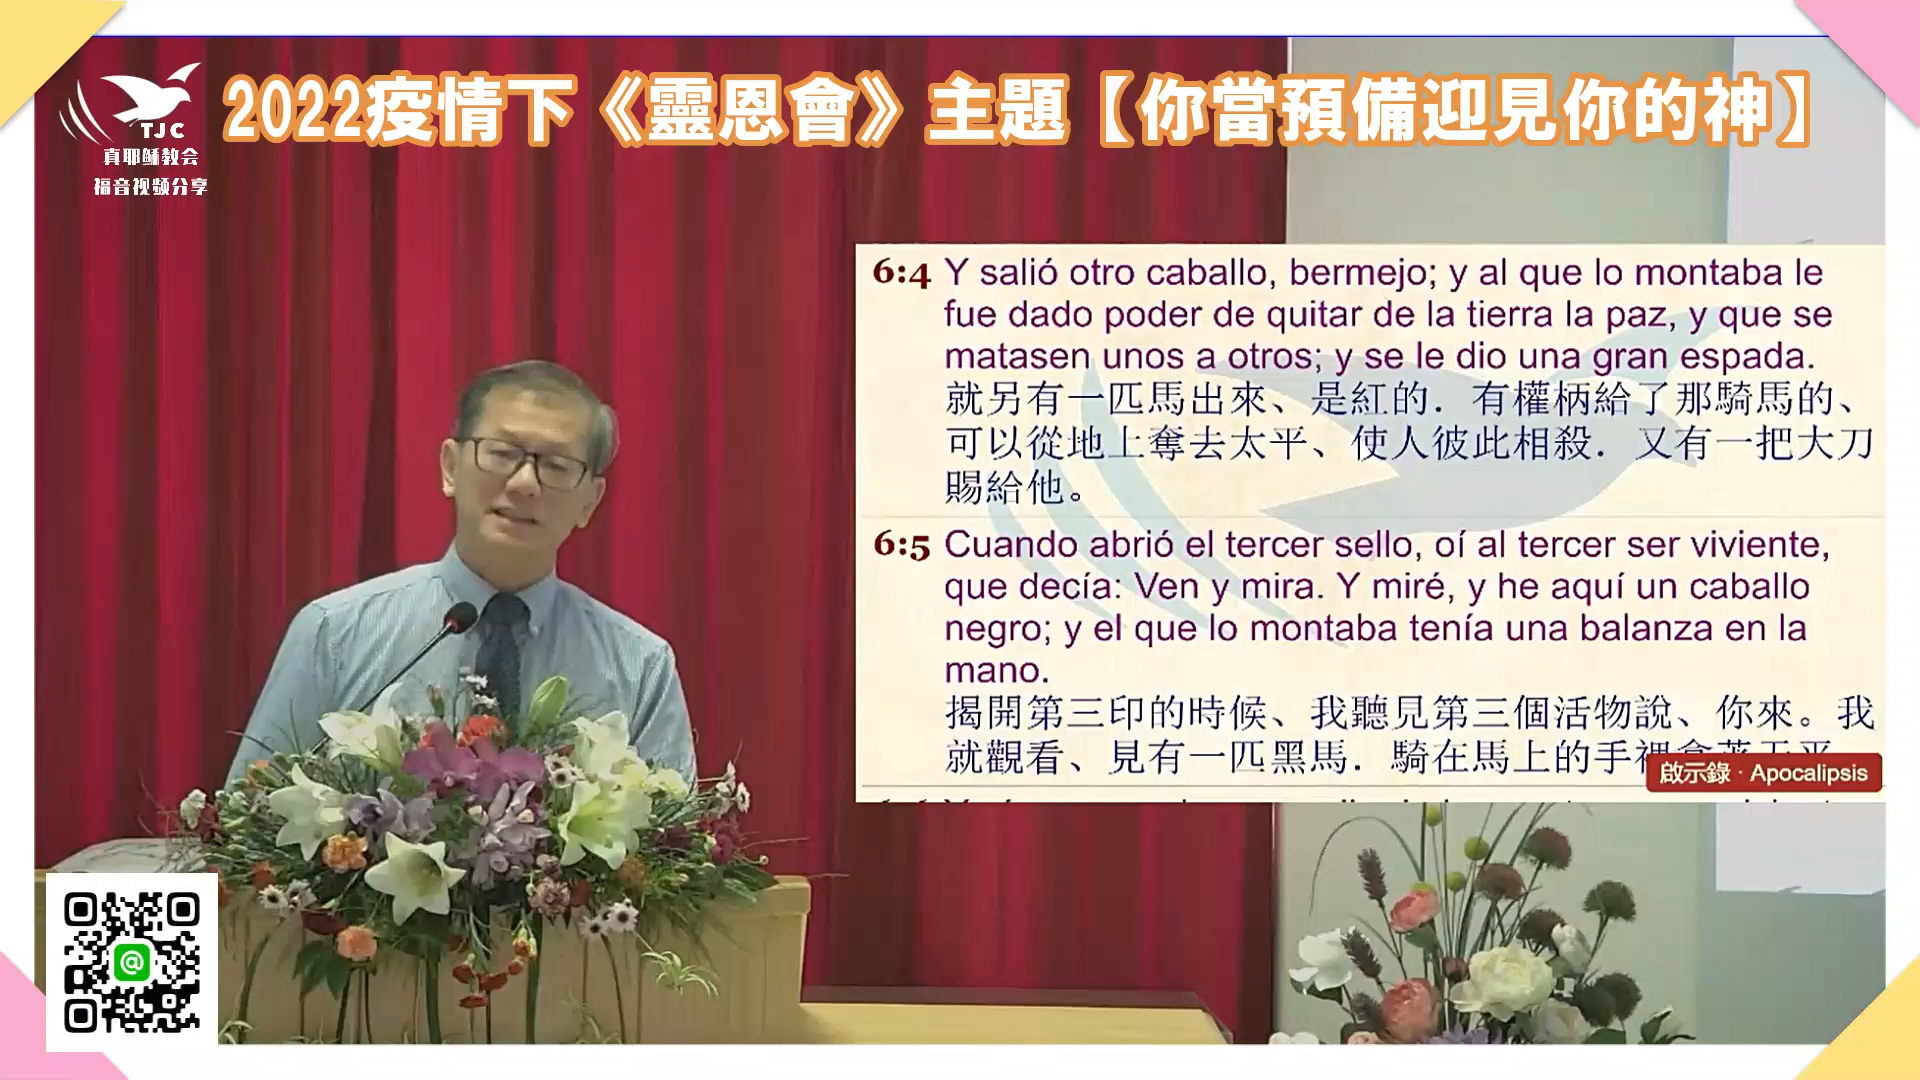 2022疫情下《靈恩會》主題【你當預備迎見你的神】
TJC
真耶稣教会
福音视频分享
6:4 Y salió otro caballo, bermejo; y al que lo montaba le
fue dado poder de quitar de la tierra la paz, y que se
matasen unos a otros; y se le dio una gran espada.
就另有一匹馬出來、是紅的．有權柄給了那騎馬的、
可以從地上奪去太平、使人彼此相殺．又有一把大刀
賜給他。
6:5 Cuando abrió el tercer sello, oí al tercer ser viviente,
que decía: Ven y mira. Y miré, y he aquí un caballo
negro; y el que lo montaba tenía una balanza en la
mano.
揭開第三印的時候、我聽見第三個活物說、你來。我
就觀看、見有一匹黑馬．騎在馬上的手
啟示錄 · Apocalipsis
@